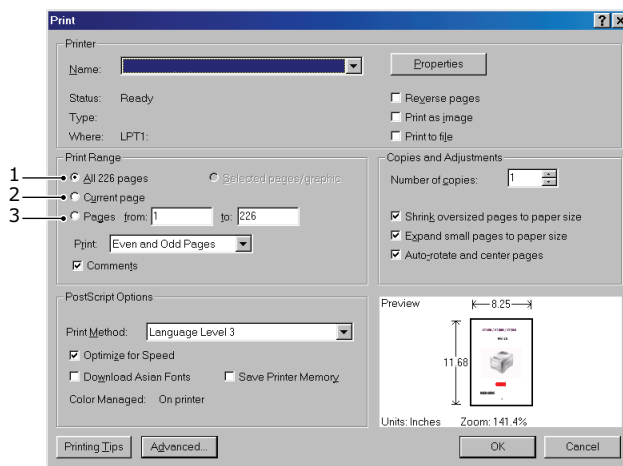 Print
Printer
Name:
Properties
Status: Ready
Type:
Where: LPT1:
Reverse pages
Print as image
Print to file
Print Range
1 All 226 pages Selected pages/graphic
2 Current page
3 Pages from: 1 to: 226
Print: Even and Odd Pages
Comments
Copies and Adjustments
Number of copies: 1
Shrink oversized pages to paper size
Expand small pages to paper size
Auto-rotate and center pages
PostScript Options
Print Method: Language Level 3
Optimize for Speed
Download Asian Fonts Save Printer Memory
Color Managed: On printer
Preview
8.25
11.68
Units: Inches Zoom: 141.4%
Printing Tips Advanced... OK Cancel